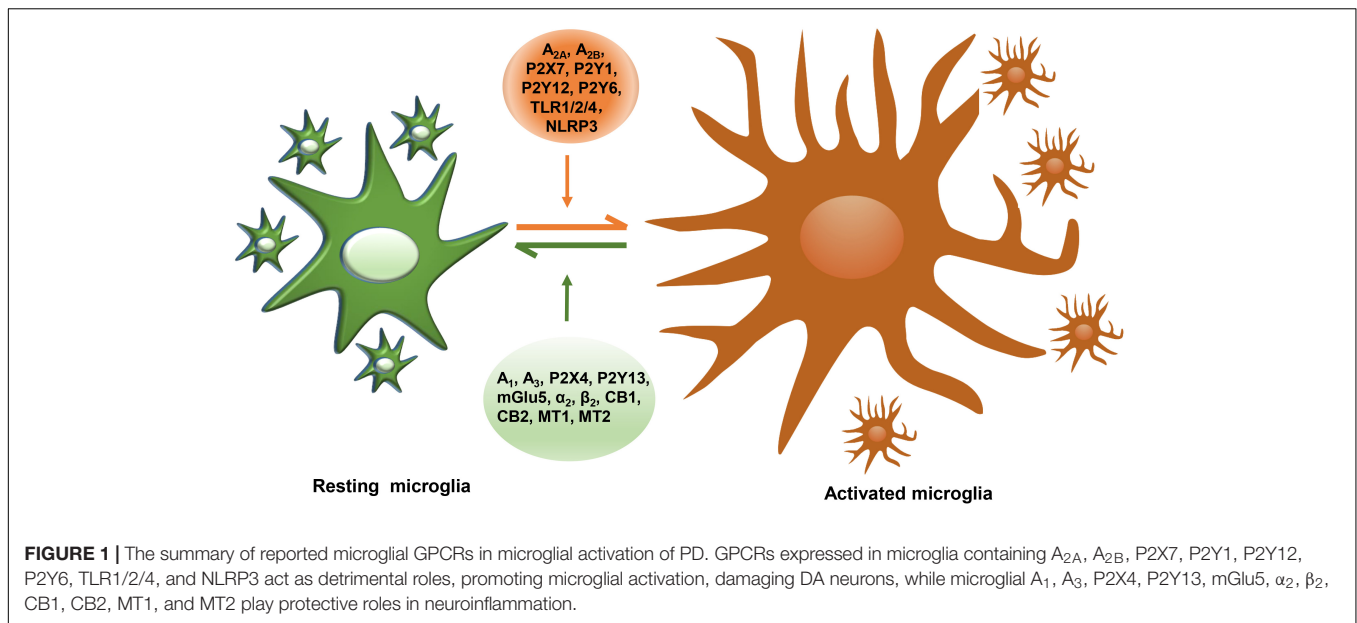 A₂A, A₂B,
P2X7, P2Y1,
P2Y12, P2Y6,
TLR1/2/4,
NLRP3
A₁, A₃, P2X4, P2Y13,
mGlu5, α₂, β₂, CB1,
CB2, MT1, MT2
Resting microglia
Activated microglia
FIGURE 1 | The summary of reported microglial GPCRs in microglial activation of PD. GPCRs expressed in microglia containing A₂A, A₂B, P2X7, P2Y1, P2Y12,
P2Y6, TLR1/2/4, and NLRP3 act as detrimental roles, promoting microglial activation, damaging DA neurons, while microglial A₁, A₃, P2X4, P2Y13, mGlu5, α₂, β₂,
CB1, CB2, MT1, and MT2 play protective roles in neuroinflammation.